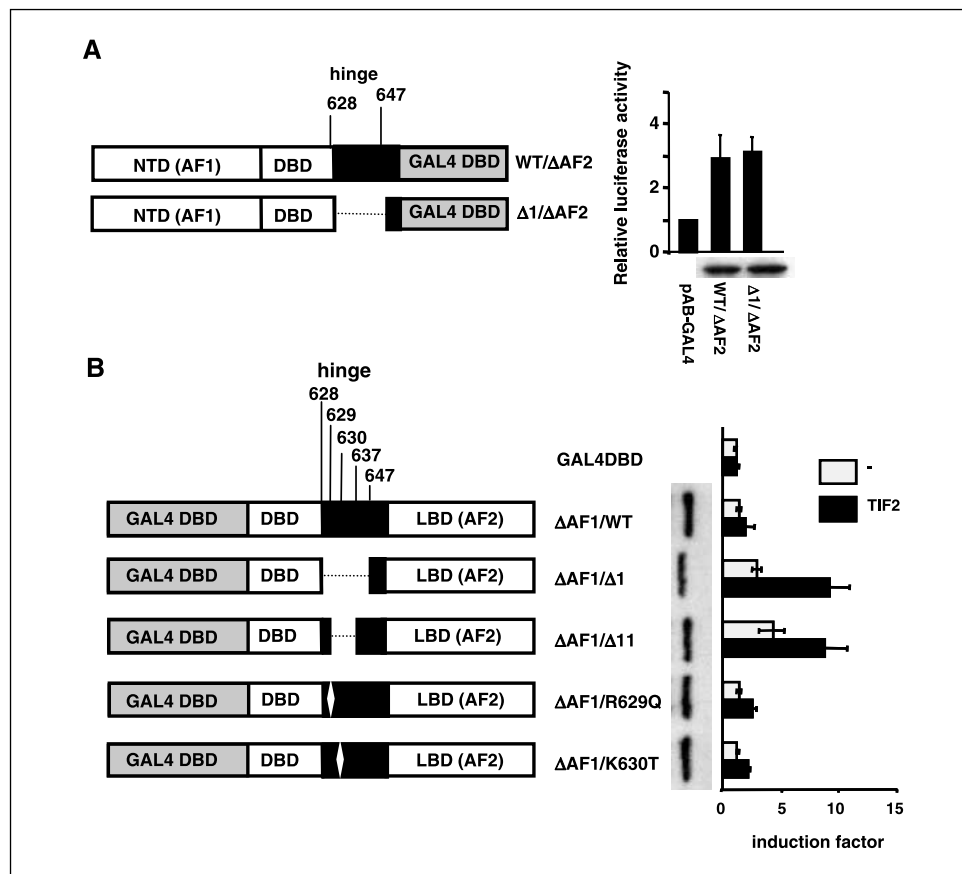 A
hinge
628
647
NTD (AF1) DBD GAL4 DBD WT/ΔAF2
NTD (AF1) DBD GAL4 DBD Δ1/ΔAF2
Relative luciferase activity
4
2
0
pAB-GAL4
WT/ΔAF2
Δ1/ΔAF2
B
hinge
628
629
630
637
647
GAL4DBD
GAL4 DBD DBD LBD (AF2) ΔAF1/WT
GAL4 DBD DBD LBD (AF2) ΔAF1/Δ1
GAL4 DBD DBD LBD (AF2) ΔAF1/Δ11
GAL4 DBD DBD LBD (AF2) ΔAF1/R629Q
GAL4 DBD DBD LBD (AF2) ΔAF1/K630T
-
TIF2
0 5 10 15
induction factor